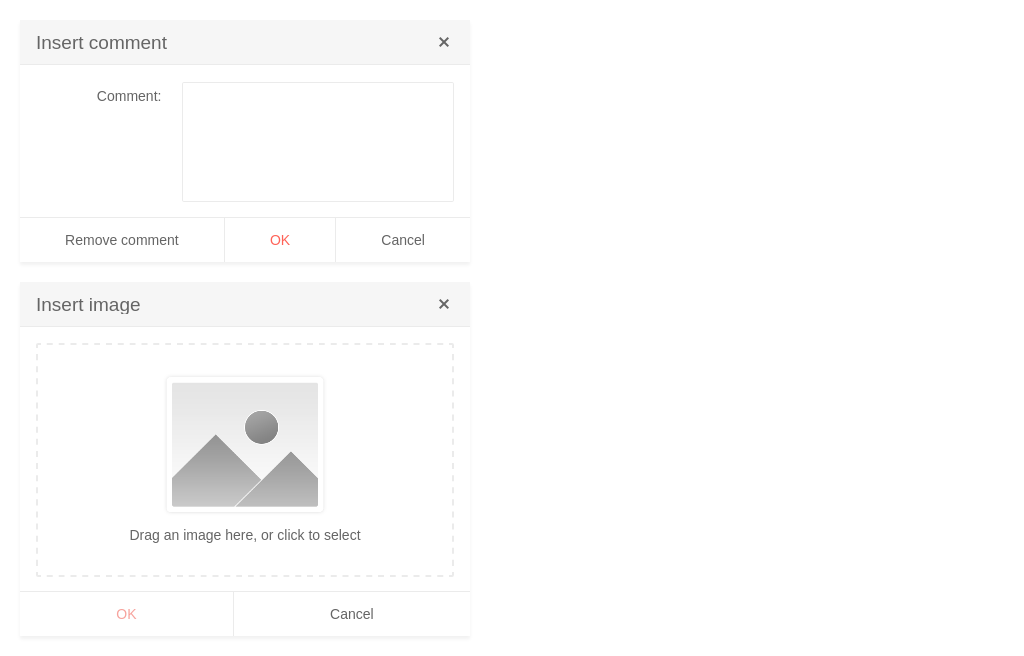 Insert comment
Comment:
Remove comment OK Cancel
Insert image
Drag an image here, or click to select
OK Cancel